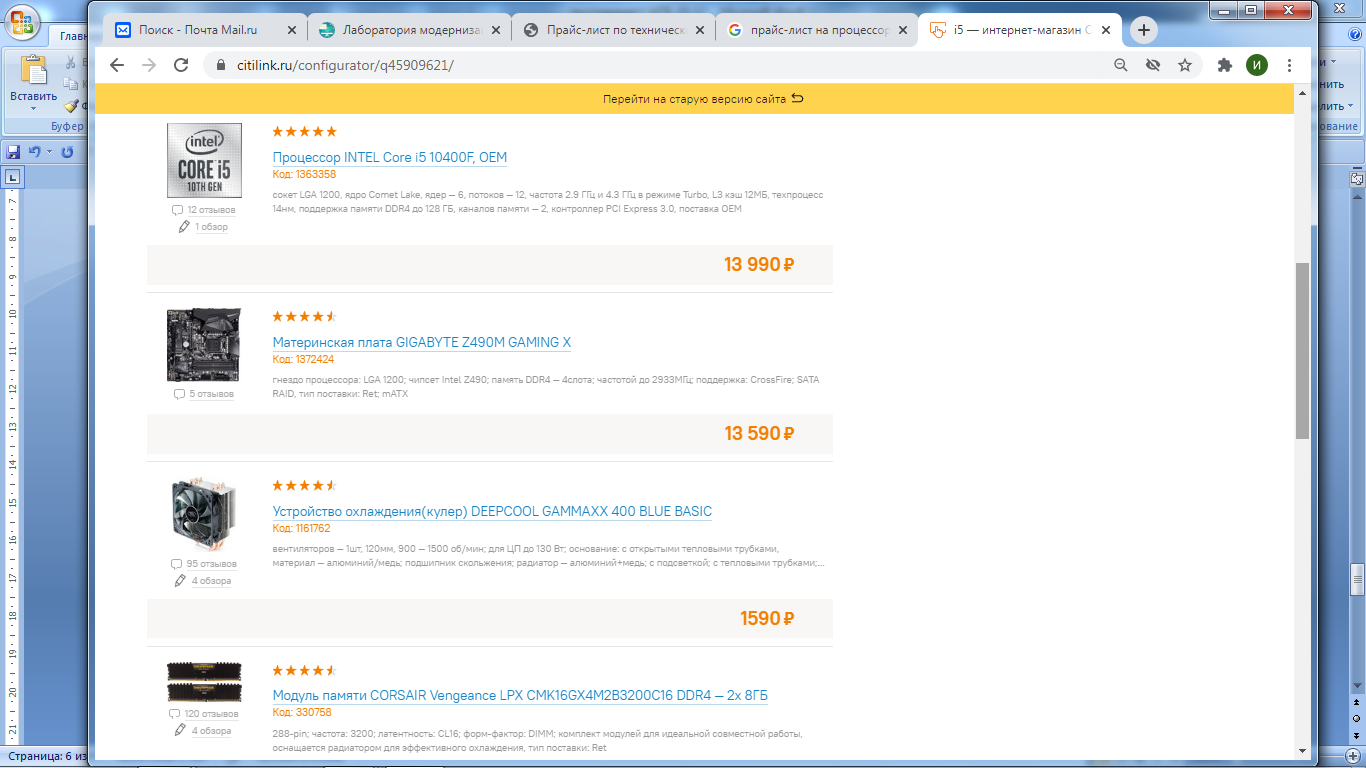 Поиск - Почта Mail.ru
Лаборатория модерниза
Прайс-лист по техническ
прайс-лист на процессор
i5 — интернет-магазин С
Главн
citilink.ru/configurator/q45909621/
И
Вставить
Буфер
Перейти на старую версию сайта
intel
CORE i5
10TH GEN
Процессор INTEL Core i5 10400F, OEM
Код: 1363358
сокет LGA 1200, ядро Comet Lake, ядер — 6, потоков — 12, частота 2.9 ГГц и 4.3 ГГц в режиме Turbo, L3 кэш 12МБ, техпроцесс
14нм, поддержка памяти DDR4 до 128 ГБ, каналов памяти — 2, контроллер PCI Express 3.0, поставка OEM
12 отзывов
1 обзор
13 990 ₽
Материнская плата GIGABYTE Z490M GAMING X
Код: 1372424
гнездо процессора: LGA 1200; чипсет Intel Z490; память DDR4 — 4слота; частотой до 2933МГц; поддержка: CrossFire; SATA
RAID, тип поставки: Ret; mATX
5 отзывов
13 590 ₽
Устройство охлаждения(кулер) DEEPCOOL GAMMAXX 400 BLUE BASIC
Код: 1161762
вентиляторов — 1шт, 120мм, 900 — 1500 об/мин; для ЦП до 130 Вт; основание: с открытыми тепловыми трубками,
материал — алюминий/медь; подшипник скольжения; радиатор — алюминий+медь; с подсветкой; с тепловыми трубками;...
95 отзывов
4 обзора
1590 ₽
Модуль памяти CORSAIR Vengeance LPX CMK16GX4M2B3200C16 DDR4 — 2x 8ГБ
Код: 330758
288-pin; частота: 3200; латентность: CL16; форм-фактор: DIMM; комплект модулей для идеальной совместной работы,
оснащается радиатором для эффективного охлаждения, тип поставки: Ret
120 отзывов
4 обзора
Страница: 6 из